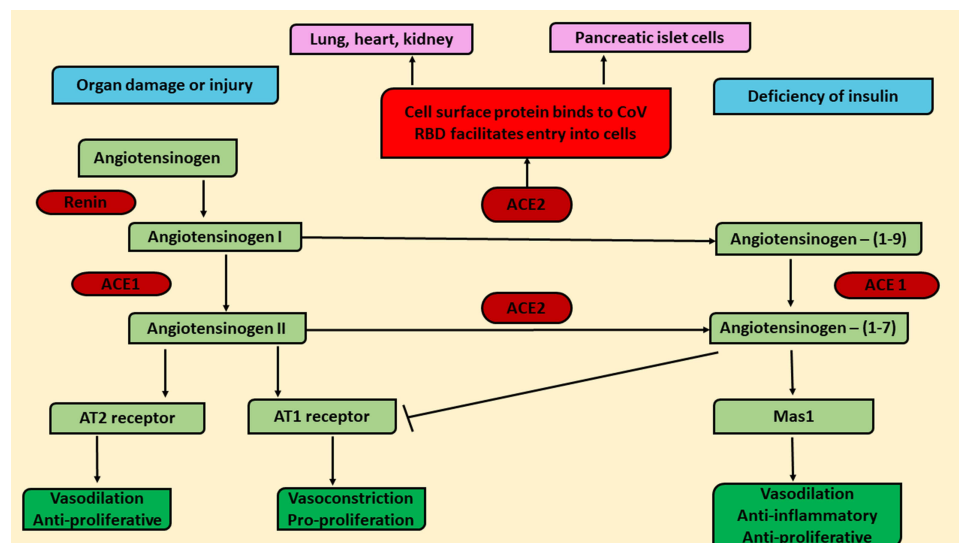 Lung, heart, kidney
Pancreatic islet cells
Organ damage or injury
Cell surface protein binds to CoV
RBD facilitates entry into cells
Deficiency of insulin
Angiotensinogen
Renin
ACE2
Angiotensinogen I
Angiotensinogen – (1-9)
ACE1
ACE2
ACE 1
Angiotensinogen II
Angiotensinogen – (1-7)
AT2 receptor
AT1 receptor
Mas1
Vasodilation
Anti-proliferative
Vasoconstriction
Pro-proliferation
Vasodilation
Anti-inflammatory
Anti-proliferative